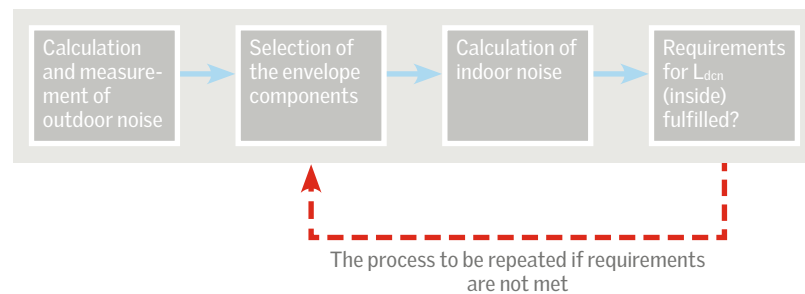 Calculation
and measure-
ment of
outdoor noise
Selection of
the envelope
components
Calculation of
indoor noise
Requirements
for Ldcn
(inside)
fulfilled?
The process to be repeated if requirements
are not met